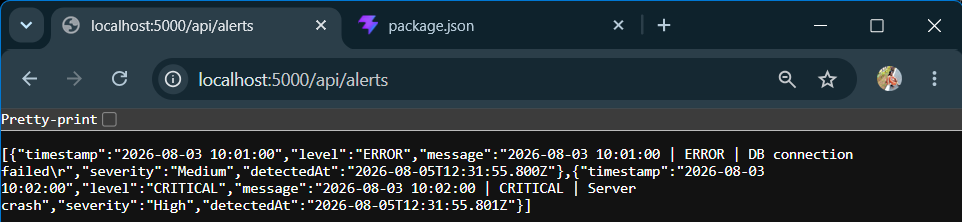 localhost:5000/api/alerts
package.json
localhost:5000/api/alerts
Pretty-print
[{"timestamp":"2026-08-03 10:01:00","level":"ERROR","message":"2026-08-03 10:01:00 | ERROR | DB connection
failed\r","severity":"Medium","detectedAt":"2026-08-05T12:31:55.800Z"},{"timestamp":"2026-08-03
10:02:00","level":"CRITICAL","message":"2026-08-03 10:02:00 | CRITICAL | Server
crash","severity":"High","detectedAt":"2026-08-05T12:31:55.801Z"}]